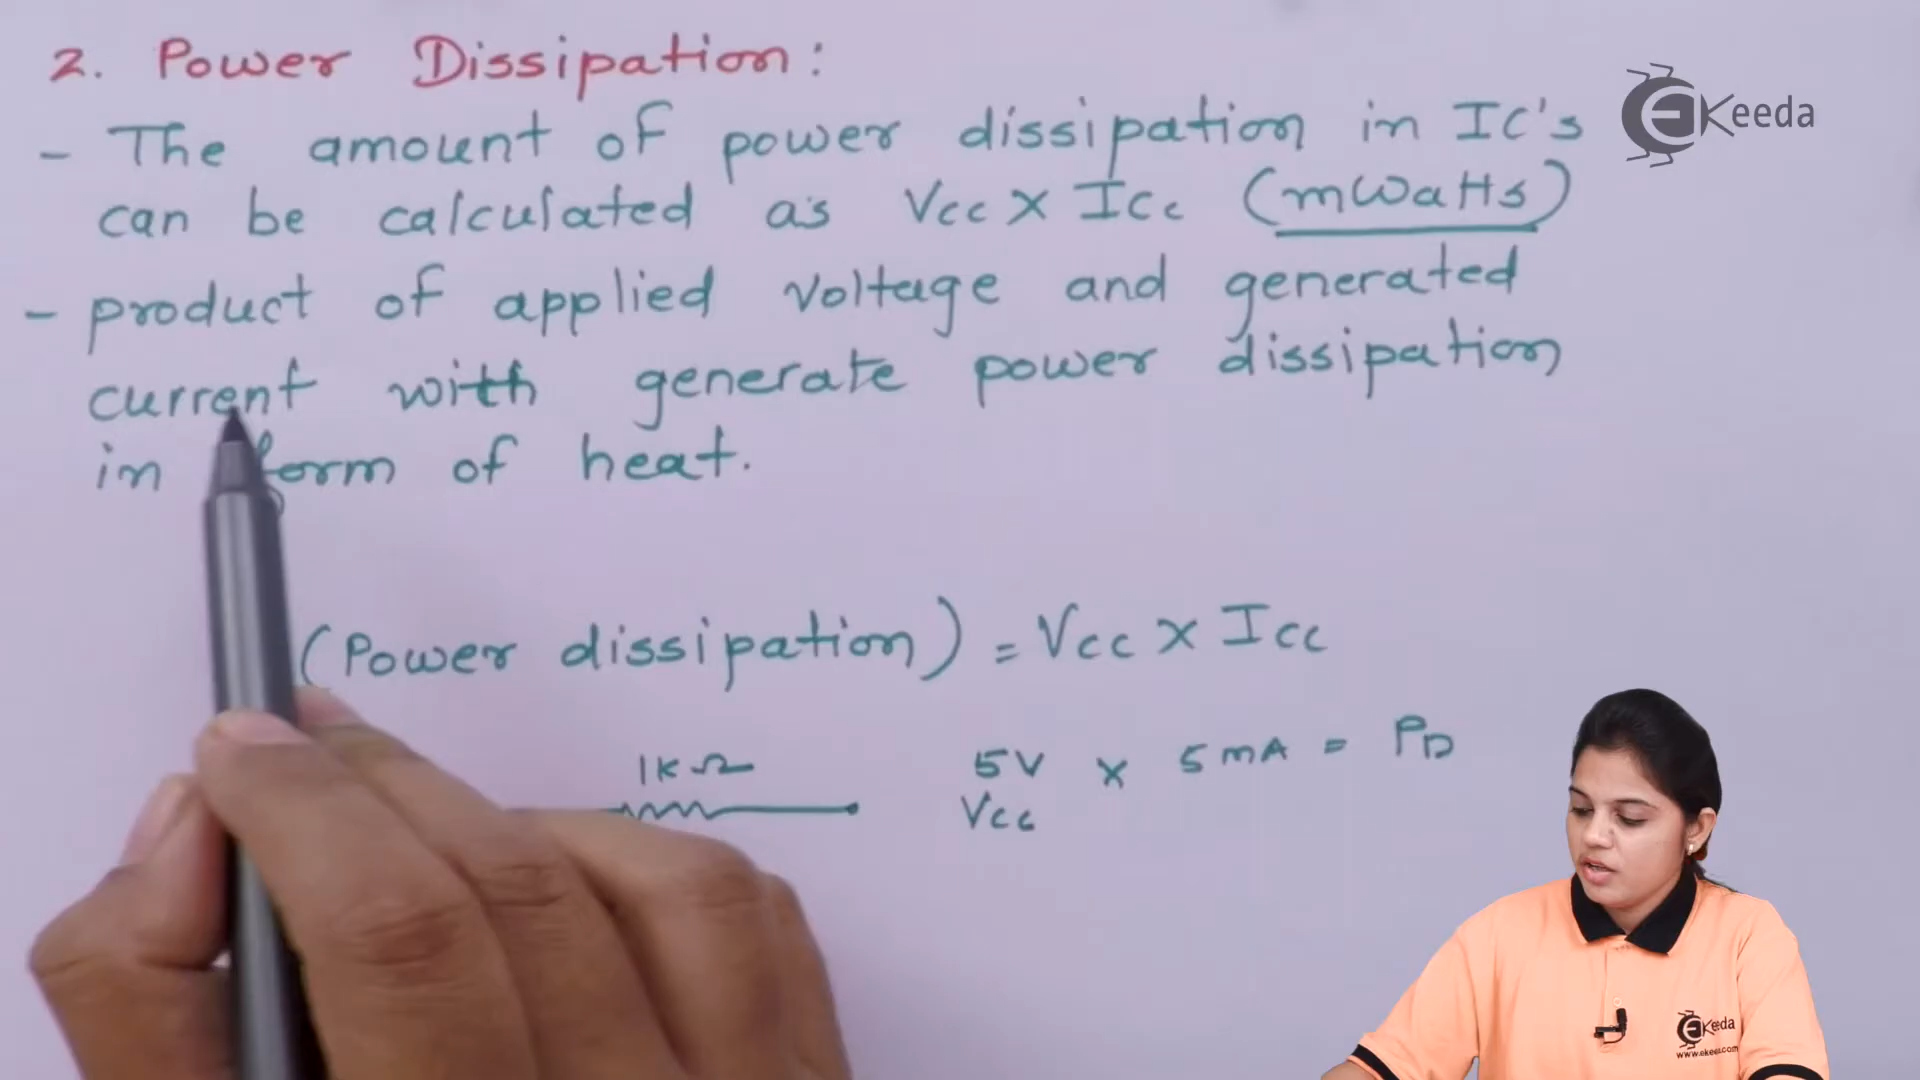 2. Power Dissipation:
- The amount of power dissipation in IC's
can be calculated as Vcc X Icc (mWatts)
- product of applied voltage and generated
current with generate power dissipation
in form of heat.
(Power dissipation) = Vcc X Icc
1KΩ
5V x 5mA = PD
Vcc
EKeeda
EKeeda
www.ekeeda.com